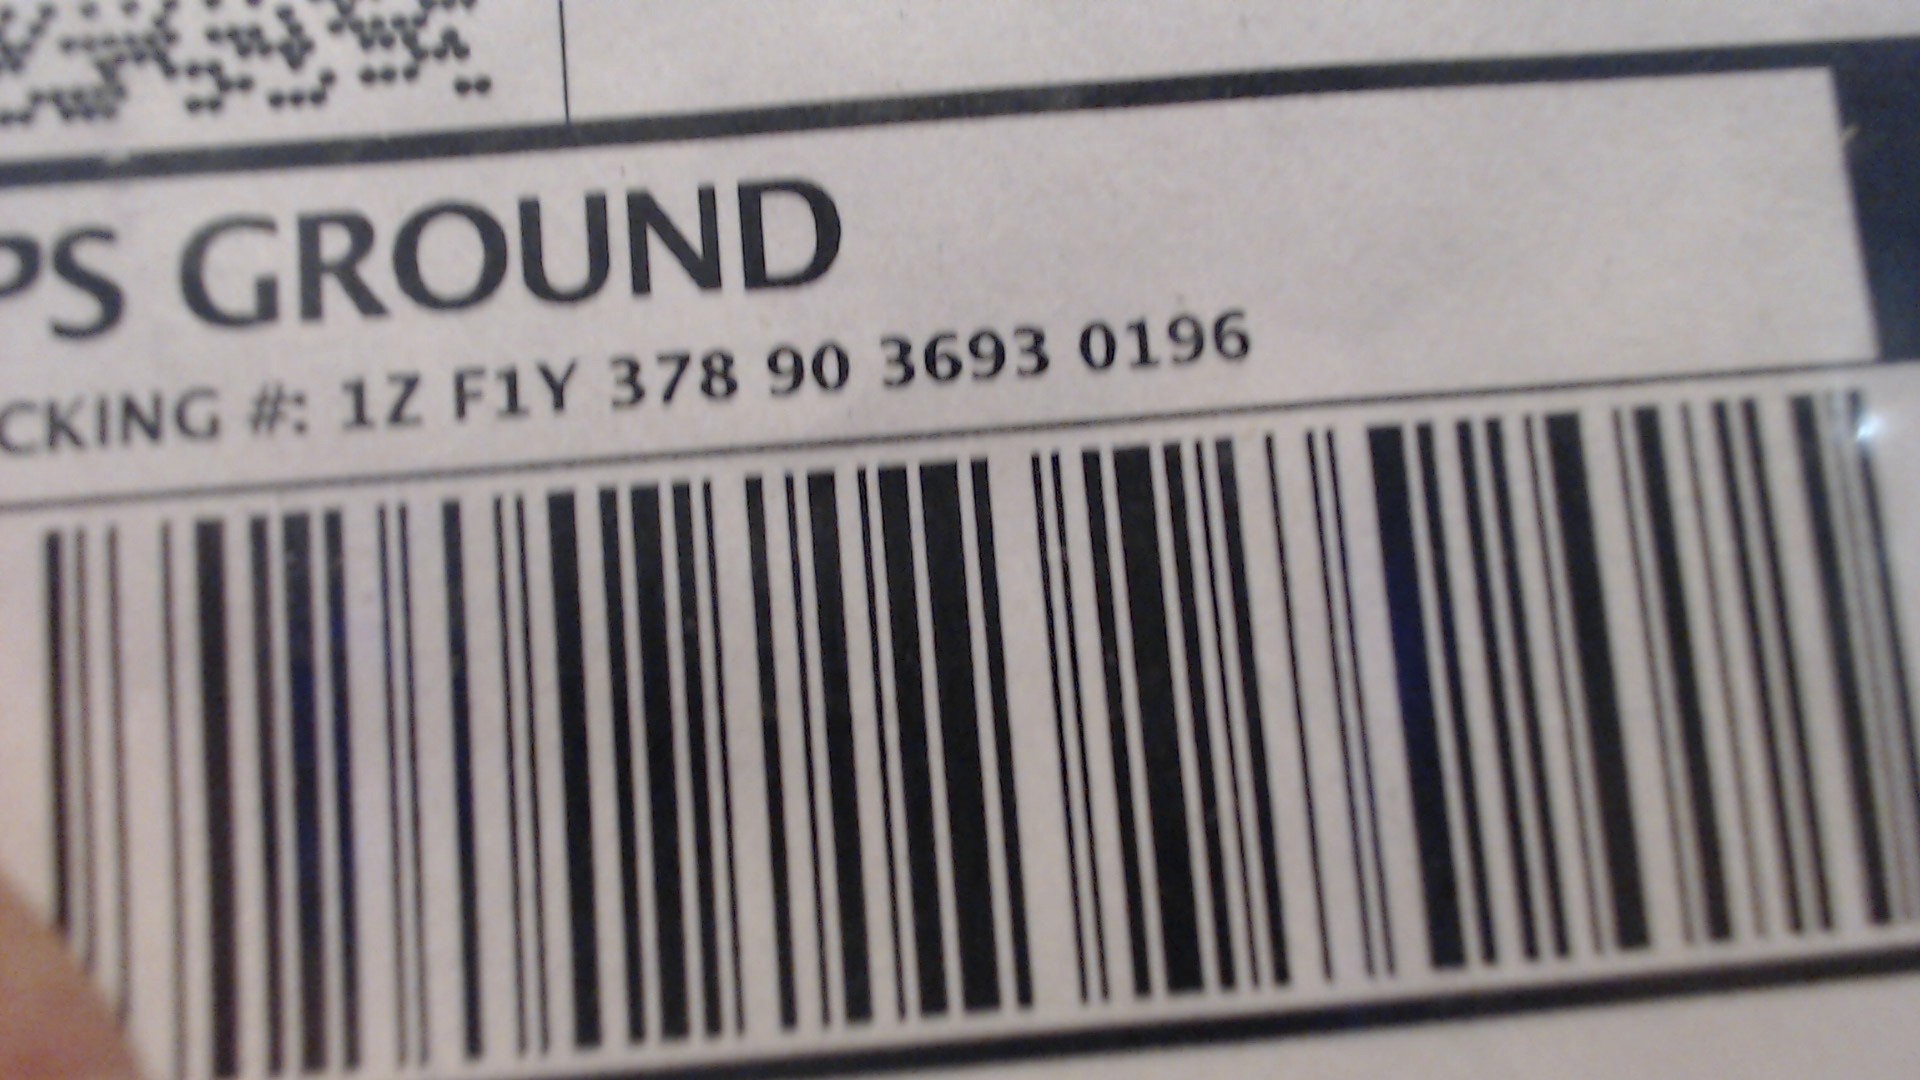 PS GROUND
CKING #: 1Z F1Y 378 90 3693 0196